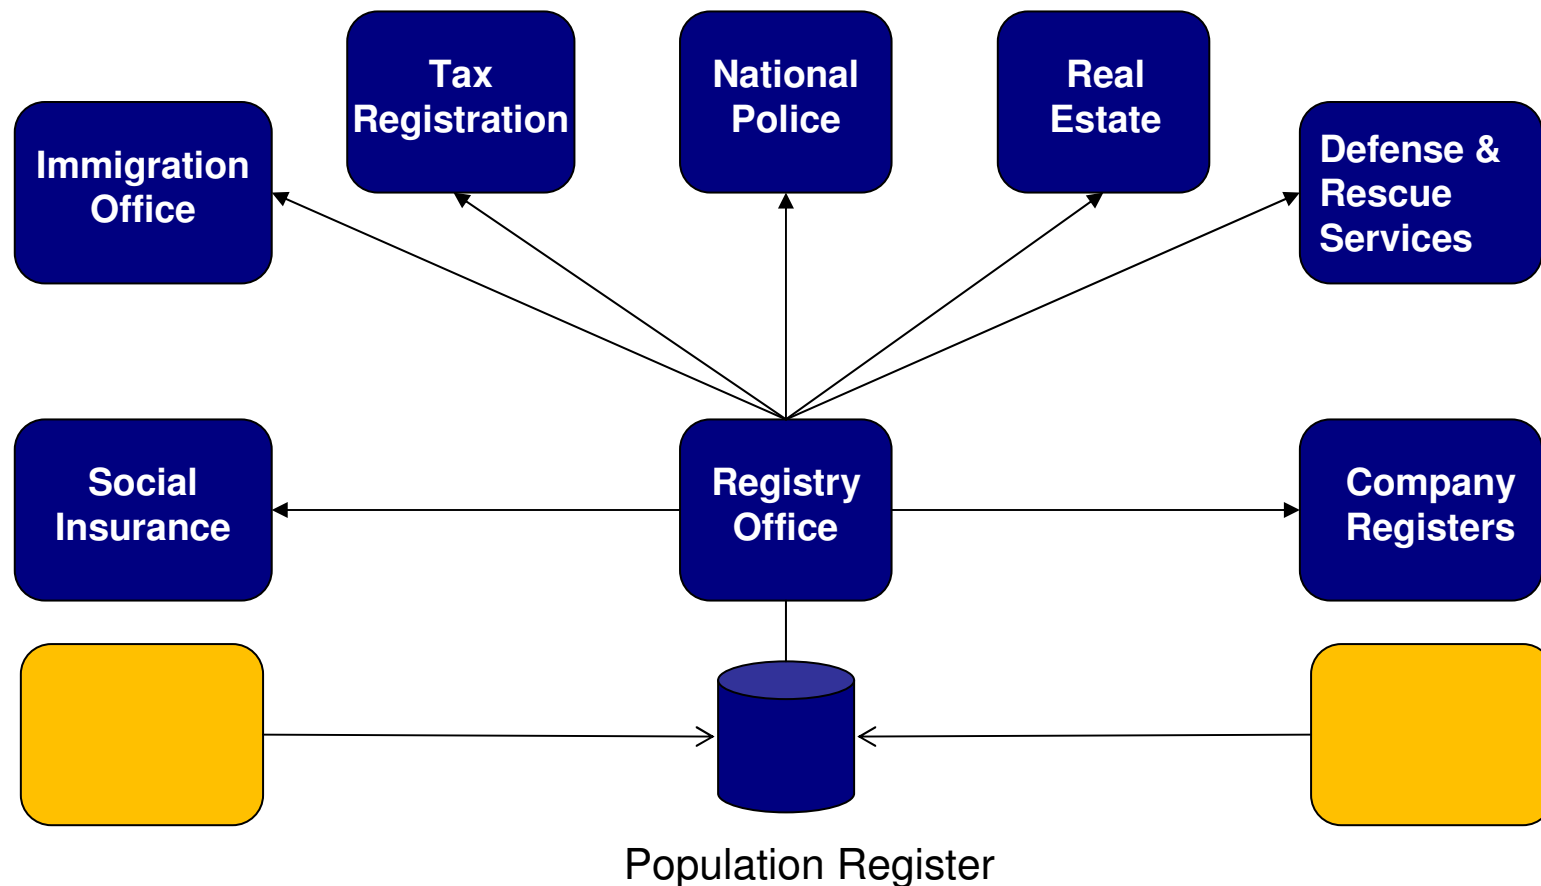 Tax
Registration
National
Police
Real
Estate
Immigration
Office
Defense &
Rescue
Services
Social
Insurance
Registry
Office
Company
Registers
Population Register